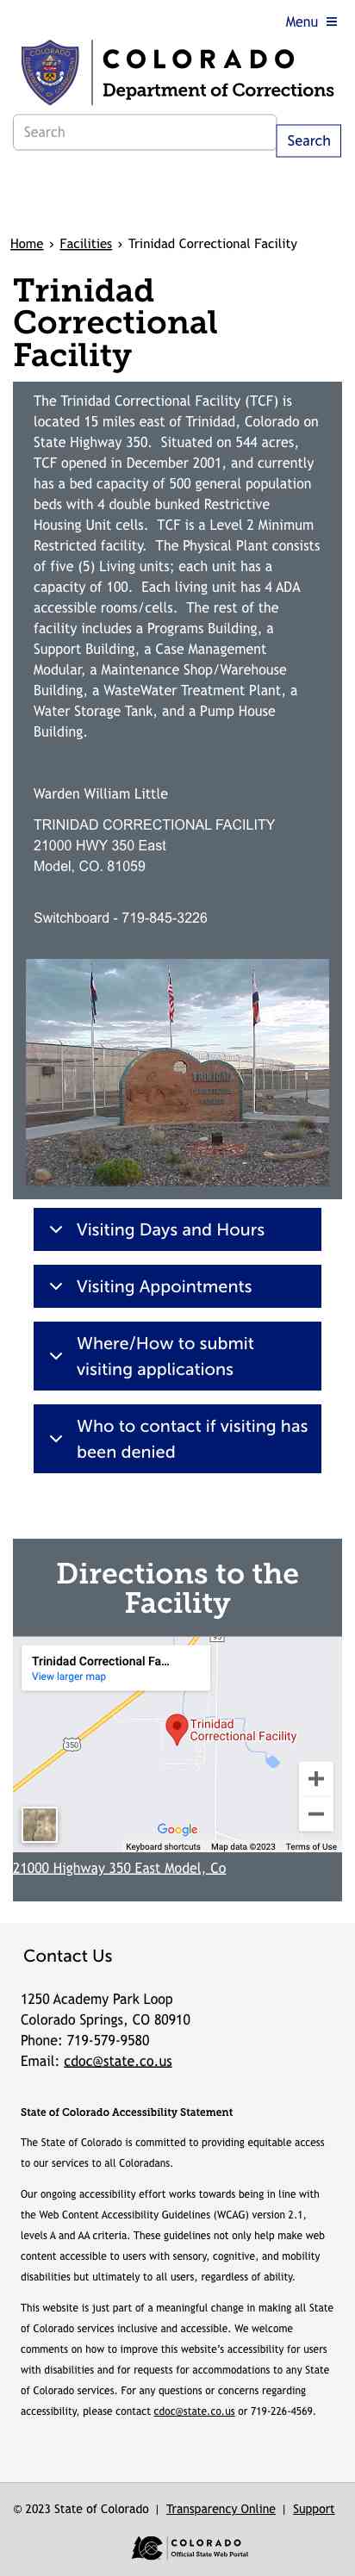 Menu
COLORADO
Department of Corrections
Search
Search
Home › Facilities › Trinidad Correctional Facility
Trinidad
Correctional
Facility
The Trinidad Correctional Facility (TCF) is
located 15 miles east of Trinidad, Colorado on
State Highway 350.  Situated on 544 acres,
TCF opened in December 2001, and currently
has a bed capacity of 500 general population
beds with 4 double bunked Restrictive
Housing Unit cells.  TCF is a Level 2 Minimum
Restricted facility.  The Physical Plant consists
of five (5) Living units; each unit has a
capacity of 100.  Each living unit has 4 ADA
accessible rooms/cells.  The rest of the
facility includes a Programs Building, a
Support Building, a Case Management
Modular, a Maintenance Shop/Warehouse
Building, a WasteWater Treatment Plant, a
Water Storage Tank, and a Pump House
Building.
Warden William Little
TRINIDAD CORRECTIONAL FACILITY
21000 HWY 350 East
Model, CO. 81059
Switchboard - 719-845-3226
TRINIDAD
Visiting Days and Hours
Visiting Appointments
Where/How to submit
visiting applications
Who to contact if visiting has
been denied
Directions to the
Facility
Trinidad Correctional Fa...
View larger map
350
Trinidad
Correctional Facility
Google
Keyboard shortcuts Map data ©2023 Terms of Use
21000 Highway 350 East Model, Co
Contact Us
1250 Academy Park Loop
Colorado Springs, CO 80910
Phone: 719-579-9580
Email: cdoc@state.co.us
State of Colorado Accessibility Statement
The State of Colorado is committed to providing equitable access
to our services to all Coloradans.
Our ongoing accessibility effort works towards being in line with
the Web Content Accessibility Guidelines (WCAG) version 2.1,
levels A and AA criteria. These guidelines not only help make web
content accessible to users with sensory, cognitive, and mobility
disabilities but ultimately to all users, regardless of ability.
This website is just part of a meaningful change in making all State
of Colorado services inclusive and accessible. We welcome
comments on how to improve this website's accessibility for users
with disabilities and for requests for accommodations to any State
of Colorado services. For any questions or concerns regarding
accessibility, please contact cdoc@state.co.us or 719-226-4569.
© 2023 State of Colorado | Transparency Online | Support
COLORADO
Official State Web Portal